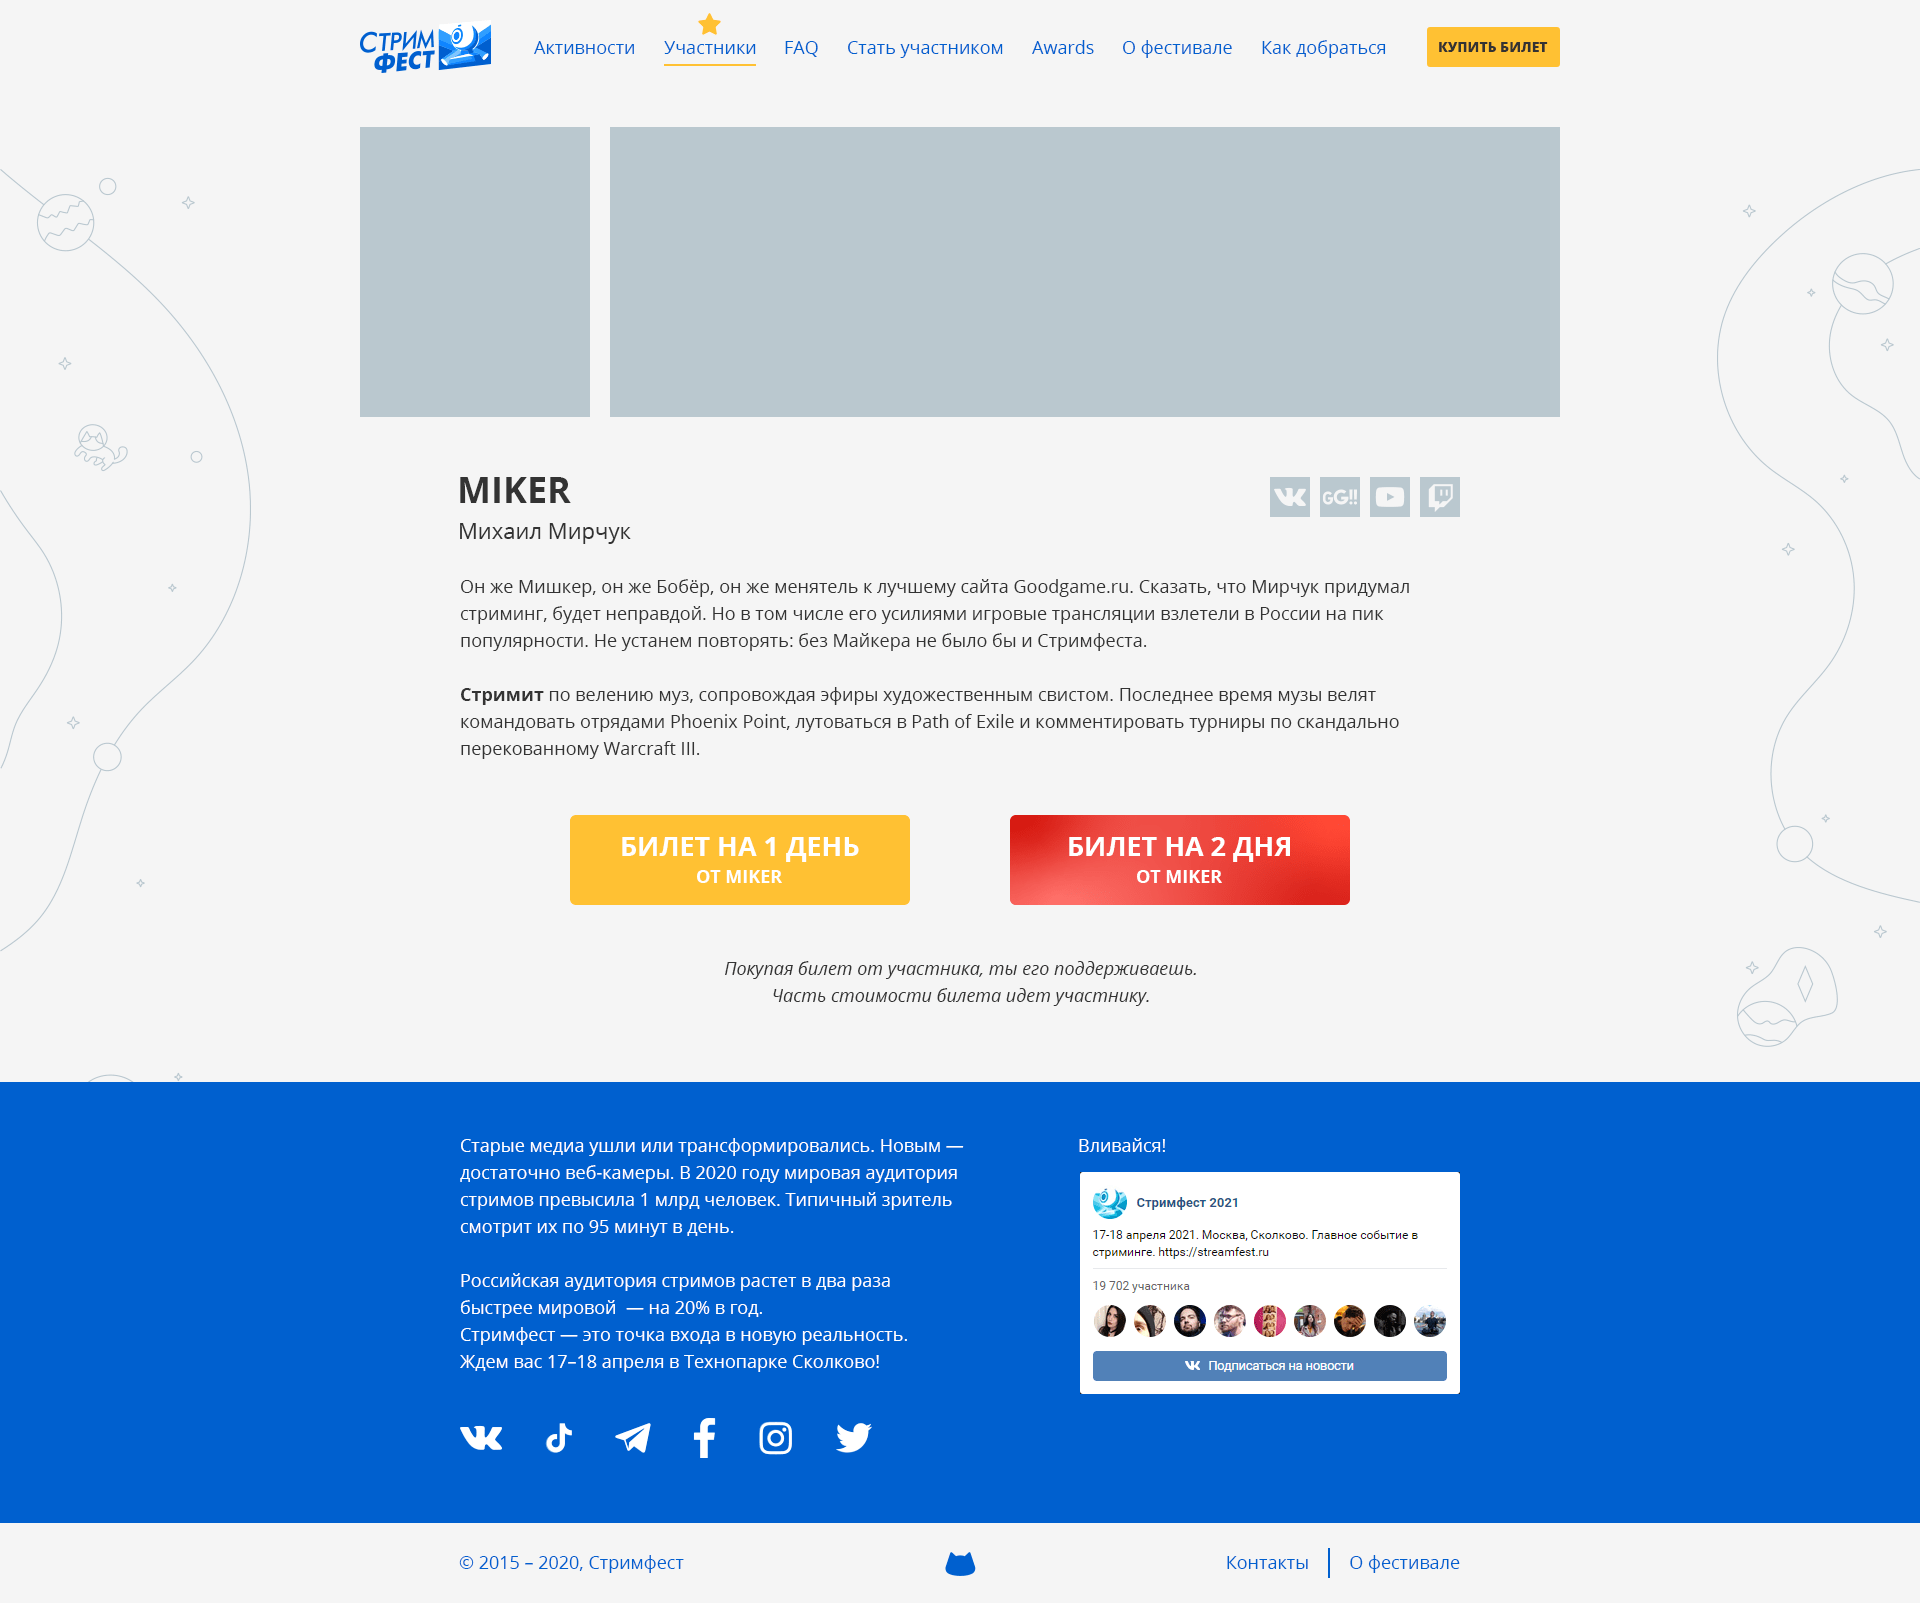 СТРИМ
ФЕСТ
Активности
Участники
FAQ
Стать участником
Awards
О фестивале
Как добраться
КУПИТЬ БИЛЕТ
MIKER
GG!!
Михаил Мирчук
Он же Мишкер, он же Бобёр, он же менятель к лучшему сайта Goodgame.ru. Сказать, что Мирчук придумал
стриминг, будет неправдой. Но в том числе его усилиями игровые трансляции взлетели в России на пик
популярности. Не устанем повторять: без Майкера не было бы и Стримфеста.
Стримит по велению муз, сопровождая эфиры художественным свистом. Последнее время музы велят
командовать отрядами Phoenix Point, лутоваться в Path of Exile и комментировать турниры по скандально
перекованному Warcraft III.
БИЛЕТ НА 1 ДЕНЬ
ОТ MIKER
БИЛЕТ НА 2 ДНЯ
ОТ MIKER
Покупая билет от участника, ты его поддерживаешь.
Часть стоимости билета идет участнику.
Старые медиа ушли или трансформировались. Новым —
достаточно веб-камеры. В 2020 году мировая аудитория
стримов превысила 1 млрд человек. Типичный зритель
смотрит их по 95 минут в день.
Российская аудитория стримов растет в два раза
быстрее мировой  — на 20% в год.
Стримфест — это точка входа в новую реальность.
Ждем вас 17–18 апреля в Технопарке Сколково!
Вливайся!
Стримфест 2021
17-18 апреля 2021. Москва, Сколково. Главное событие в
стриминге. https://streamfest.ru
19 702 участника
Подписаться на новости
© 2015 – 2020, Стримфест
Контакты
О фестивале